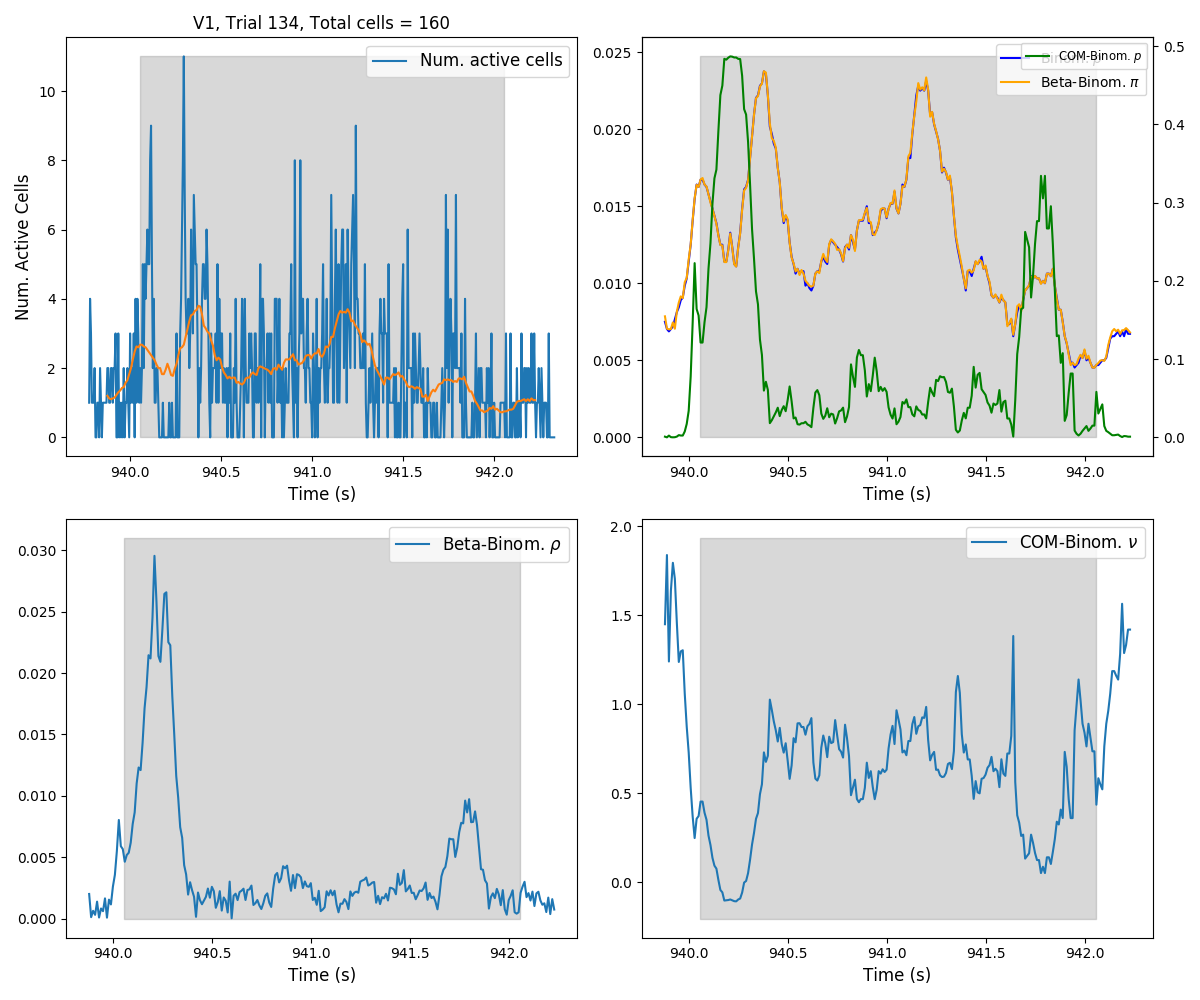 V1, Trial 134, Total cells = 160
Num. active cells
Num. Active Cells
10
8
6
4
2
0
940.0 940.5 941.0 941.5 942.0
Time (s)
COM-Binom. p
Beta-Binom. π
0.025
0.020
0.015
0.010
0.005
0.000
0.5
0.4
0.3
0.2
0.1
0.0
940.0 940.5 941.0 941.5 942.0
Time (s)
Beta-Binom. ρ
0.030
0.025
0.020
0.015
0.010
0.005
0.000
940.0 940.5 941.0 941.5 942.0
Time (s)
COM-Binom. ν
2.0
1.5
1.0
0.5
0.0
940.0 940.5 941.0 941.5 942.0
Time (s)